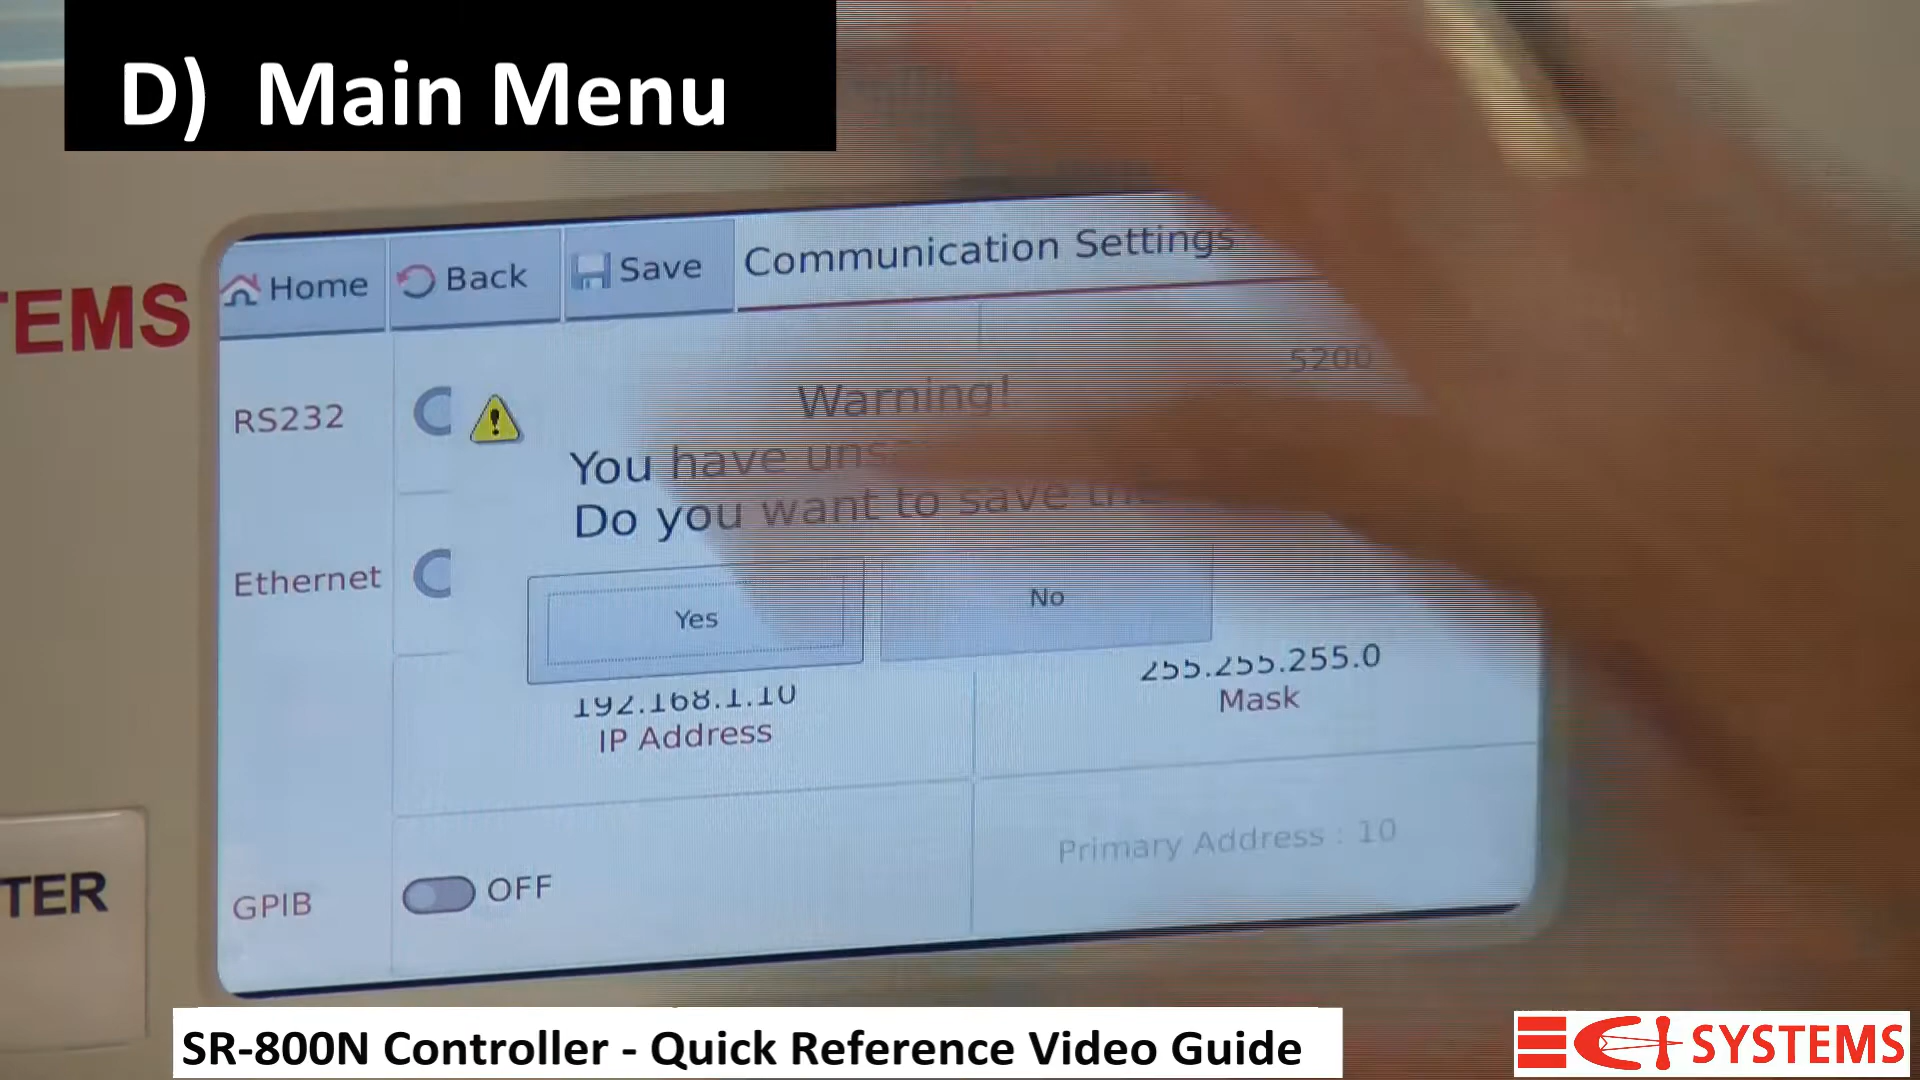 D) Main Menu
Home
Back
Save
Communication Settings
5200
RS232
Warning!
You have
Do you want to save
Ethernet
Yes
No
192.168.1.10
IP Address
255.255.255.0
Mask
GPIB
OFF
Primary Address : 10
TEMS
TER
SR-800N Controller - Quick Reference Video Guide
SYSTEMS